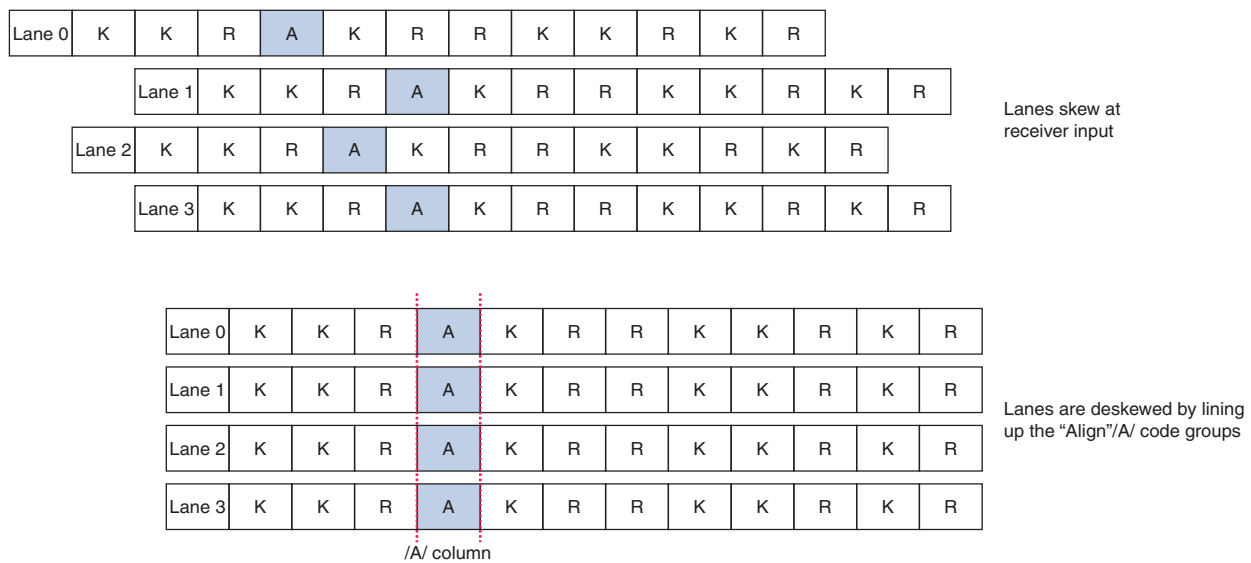 Lane 0 K K R A K R R K K R K R
Lane 1 K K R A K R R K K R K R
Lanes skew at
receiver input
Lane 2 K K R A K R R K K R K R
Lane 3 K K R A K R R K K R K R
Lane 0 K K R A K R R K K R K R
Lane 1 K K R A K R R K K R K R
Lanes are deskewed by lining
up the “Align”/A/ code groups
Lane 2 K K R A K R R K K R K R
Lane 3 K K R A K R R K K R K R
/A/ column